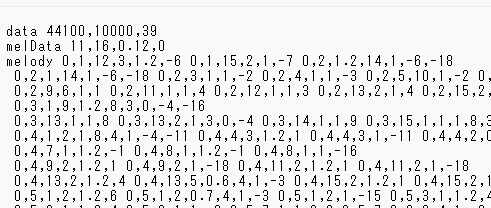 data 44100,10000,39
melData 11,16,0.12,0
melody 0,1,12,3,1.2,-6 0,1,15,2,1,-7 0,2,1.2,14,1,-6,-18
0,2,1,14,1,-6,-18 0,2,3,1,1,-2 0,2,4,1,1,-3 0,2,5,10,1,-2 0,
0,2,9,6,1,1 0,2,11,1,1,4 0,2,12,1,1,3 0,2,13,2,1,4 0,2,15,2,
0,3,1,9,1.2,8,3,0,-4,-16
0,3,13,1,1,8 0,3,13,2,1,3,0,-4 0,3,14,1,1,9 0,3,15,1,1,1,8,3
0,4,1,2,1,8,4,1,-4,-11 0,4,4,3,1.2,1 0,4,4,3,1,-11 0,4,4,2,0
0,4,7,1,1.2,-1 0,4,8,1,1.2,-1 0,4,8,1,1,-16
0,4,9,2,1.2,1 0,4,9,2,1,-18 0,4,11,2,1.2,1 0,4,11,2,1,-18
0,4,13,2,1.2,4 0,4,13,5,0.6,4,1,-3 0,4,15,2,1.2,1 0,4,15,2,1
0,5,1,2,1.2,6 0,5,1,2,0.7,4,1,-3 0,5,1,2,1,-15 0,5,3,1,1.2,4